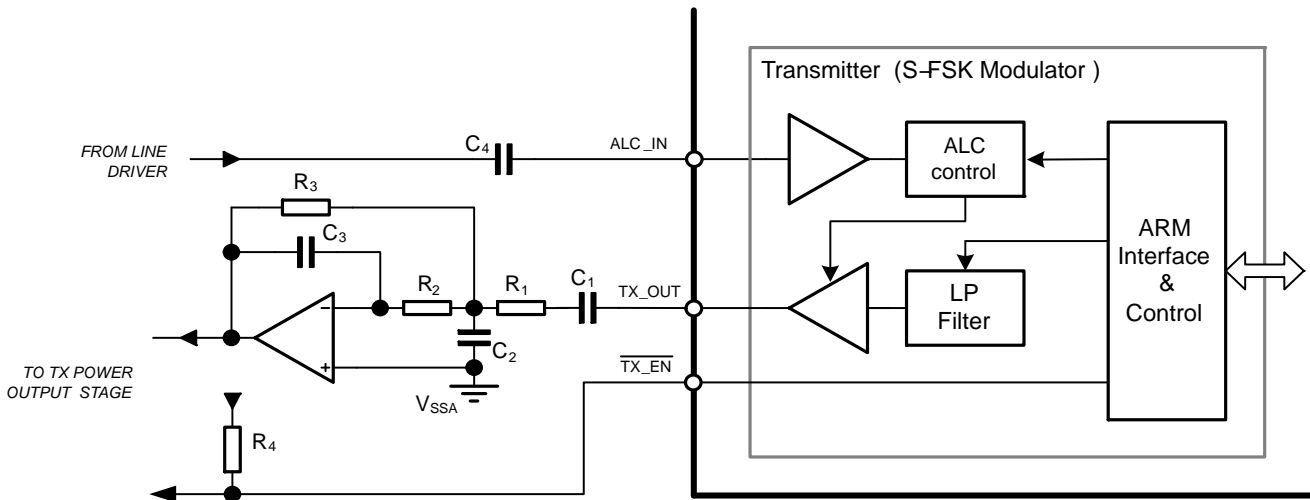 Transmitter (S–FSK Modulator )
FROM LINE
DRIVER
C4
ALC_IN
ALC
control
R3
C3
ARM
Interface
&
Control
R2
R1
C1
TX_OUT
LP
Filter
–
+
C2
TO TX POWER
OUTPUT STAGE
VSSA
TX_EN
R4